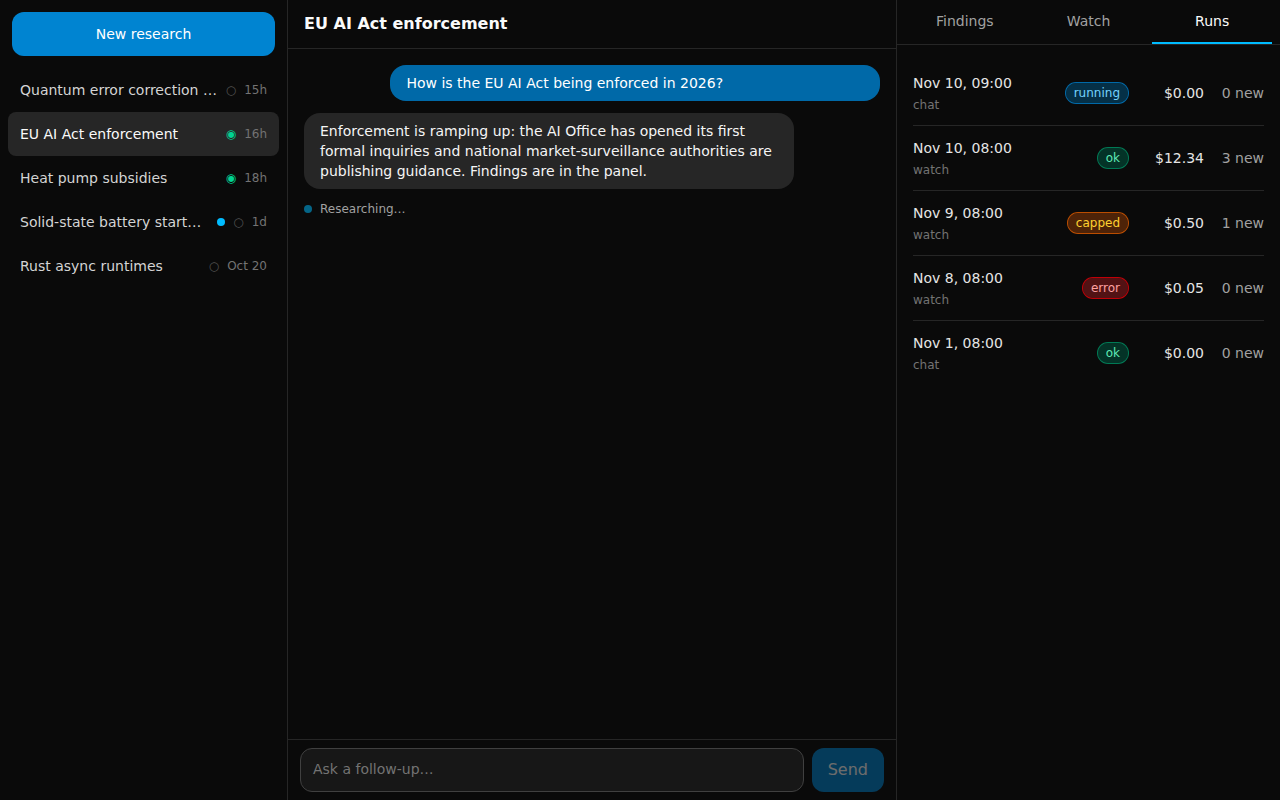 New research
Quantum error correction … 15h
EU AI Act enforcement 16h
Heat pump subsidies 18h
Solid-state battery start… 1d
Rust async runtimes Oct 20
EU AI Act enforcement
How is the EU AI Act being enforced in 2026?
Enforcement is ramping up: the AI Office has opened its first
formal inquiries and national market-surveillance authorities are
publishing guidance. Findings are in the panel.
Researching…
Ask a follow-up…
Send
Findings Watch Runs
Nov 10, 09:00 running $0.00 0 new
chat
Nov 10, 08:00 ok $12.34 3 new
watch
Nov 9, 08:00 capped $0.50 1 new
watch
Nov 8, 08:00 error $0.05 0 new
watch
Nov 1, 08:00 ok $0.00 0 new
chat